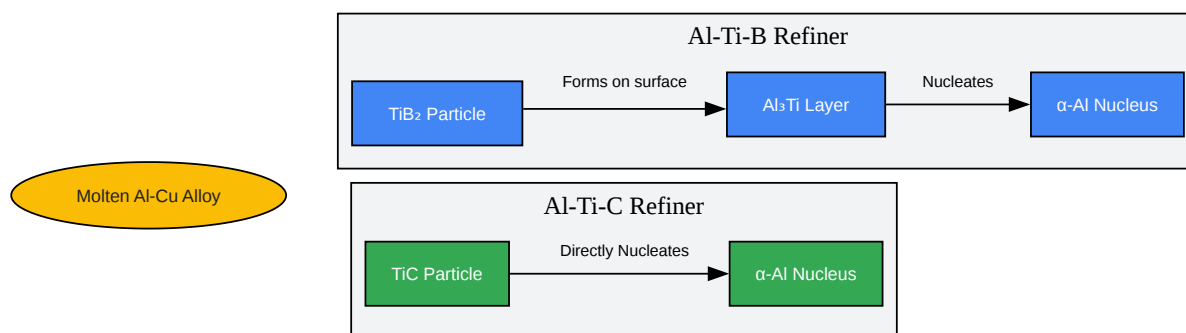 Al-Ti-B Refiner
TiB₂ Particle
Forms on surface
Al₃Ti Layer
Nucleates
α-Al Nucleus
Molten Al-Cu Alloy
Al-Ti-C Refiner
TiC Particle
Directly Nucleates
α-Al Nucleus